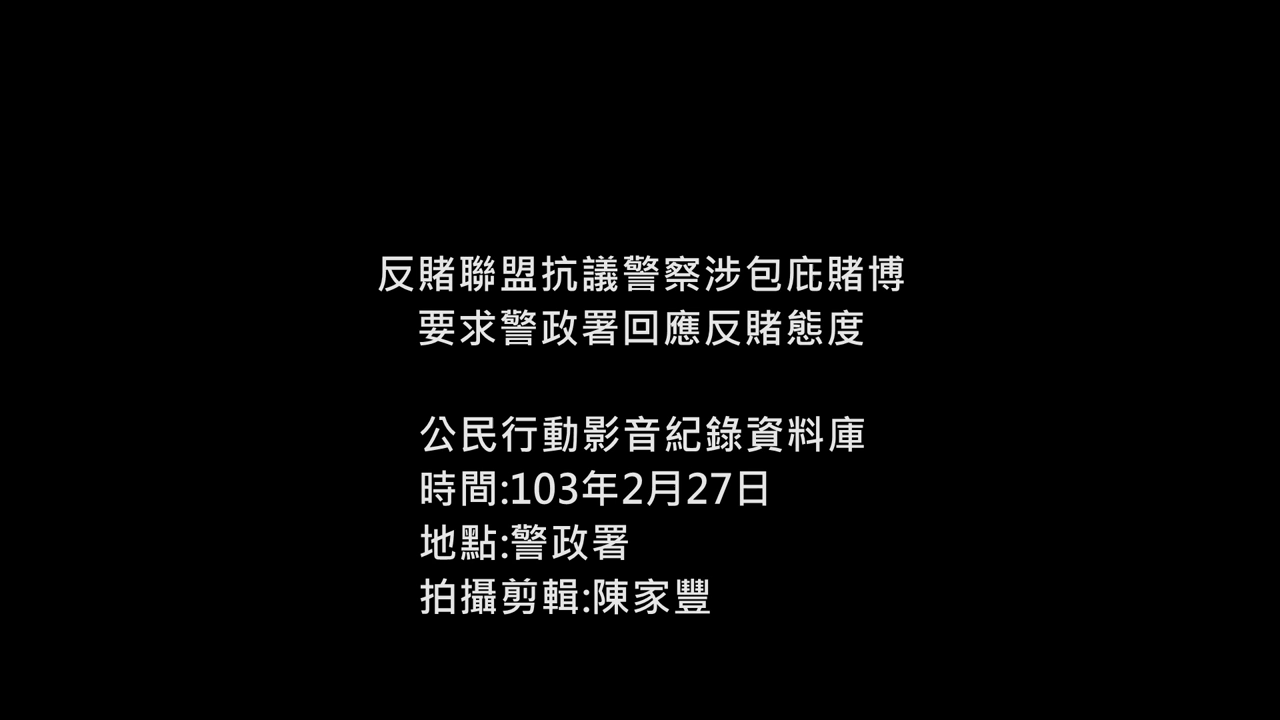 反賭聯盟抗議警察涉包庇賭博
要求警政署回應反賭態度
公民行動影音紀錄資料庫
時間:103年2月27日
地點:警政署
拍攝剪輯:陳家豐